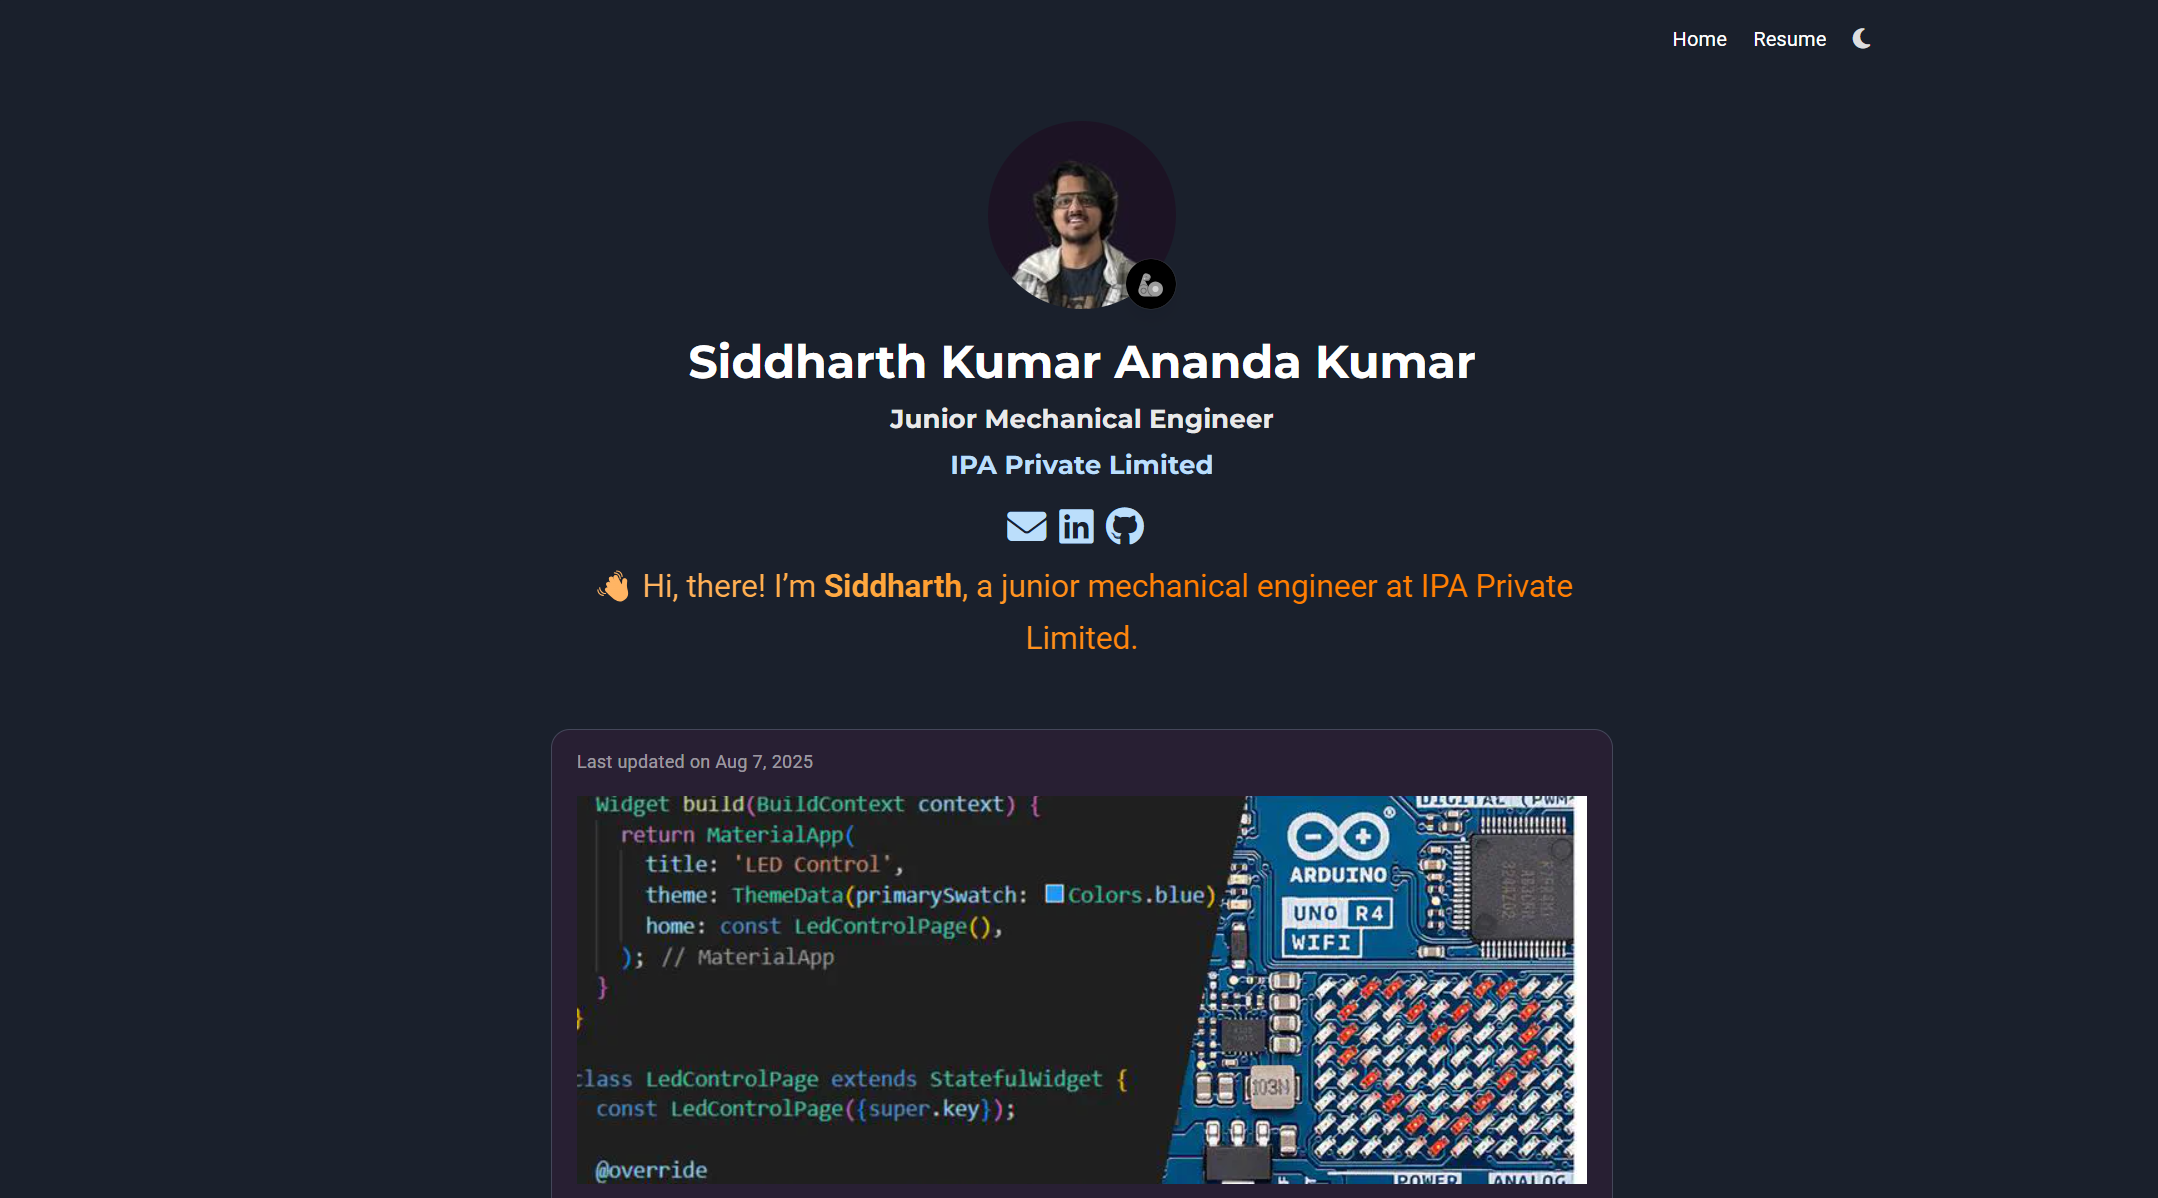 Home Resume
Siddharth Kumar Ananda Kumar
Junior Mechanical Engineer
IPA Private Limited
in
👋 Hi, there! I’m Siddharth, a junior mechanical engineer at IPA Private
Limited.
Last updated on Aug 7, 2025
Widget build(BuildContext context) {
return MaterialApp(
title: 'LED Control',
theme: ThemeData(primarySwatch: Colors.blue),
home: const LedControlPage(),
); // MaterialApp
}
}
class LedControlPage extends StatefulWidget {
const LedControlPage({super.key});
@override
DIGITAL (PWM
ARDUINO
UNO R4
WIFI
103N
POWER ANALOG